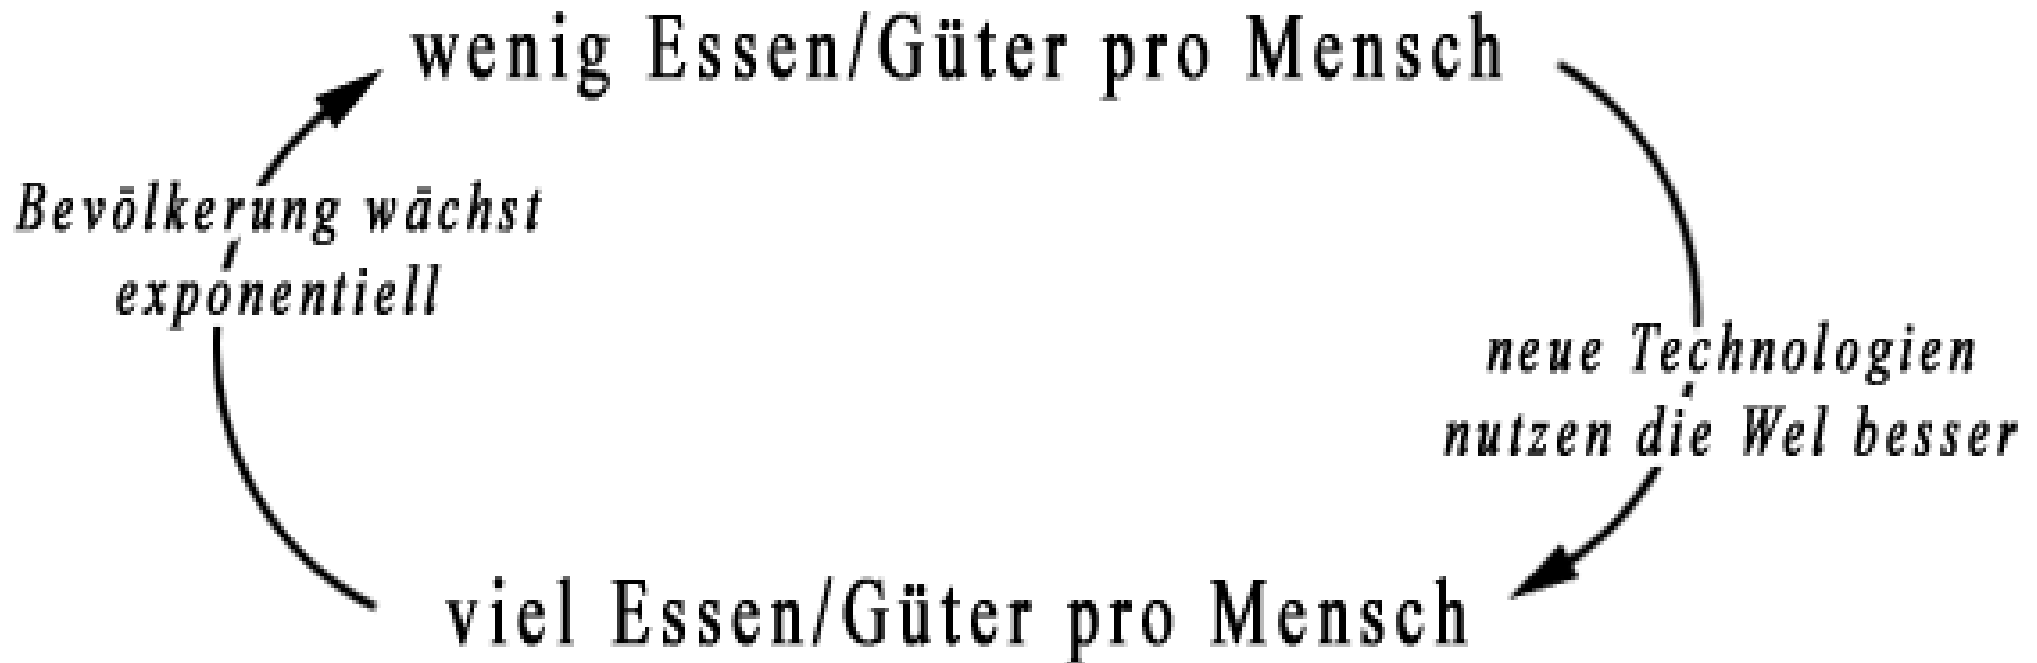 wenig Essen/Güter pro Mensch
Bevölkerung wächst
exponentiell
neue Technologien
nutzen die Wel besser
viel Essen/Güter pro Mensch